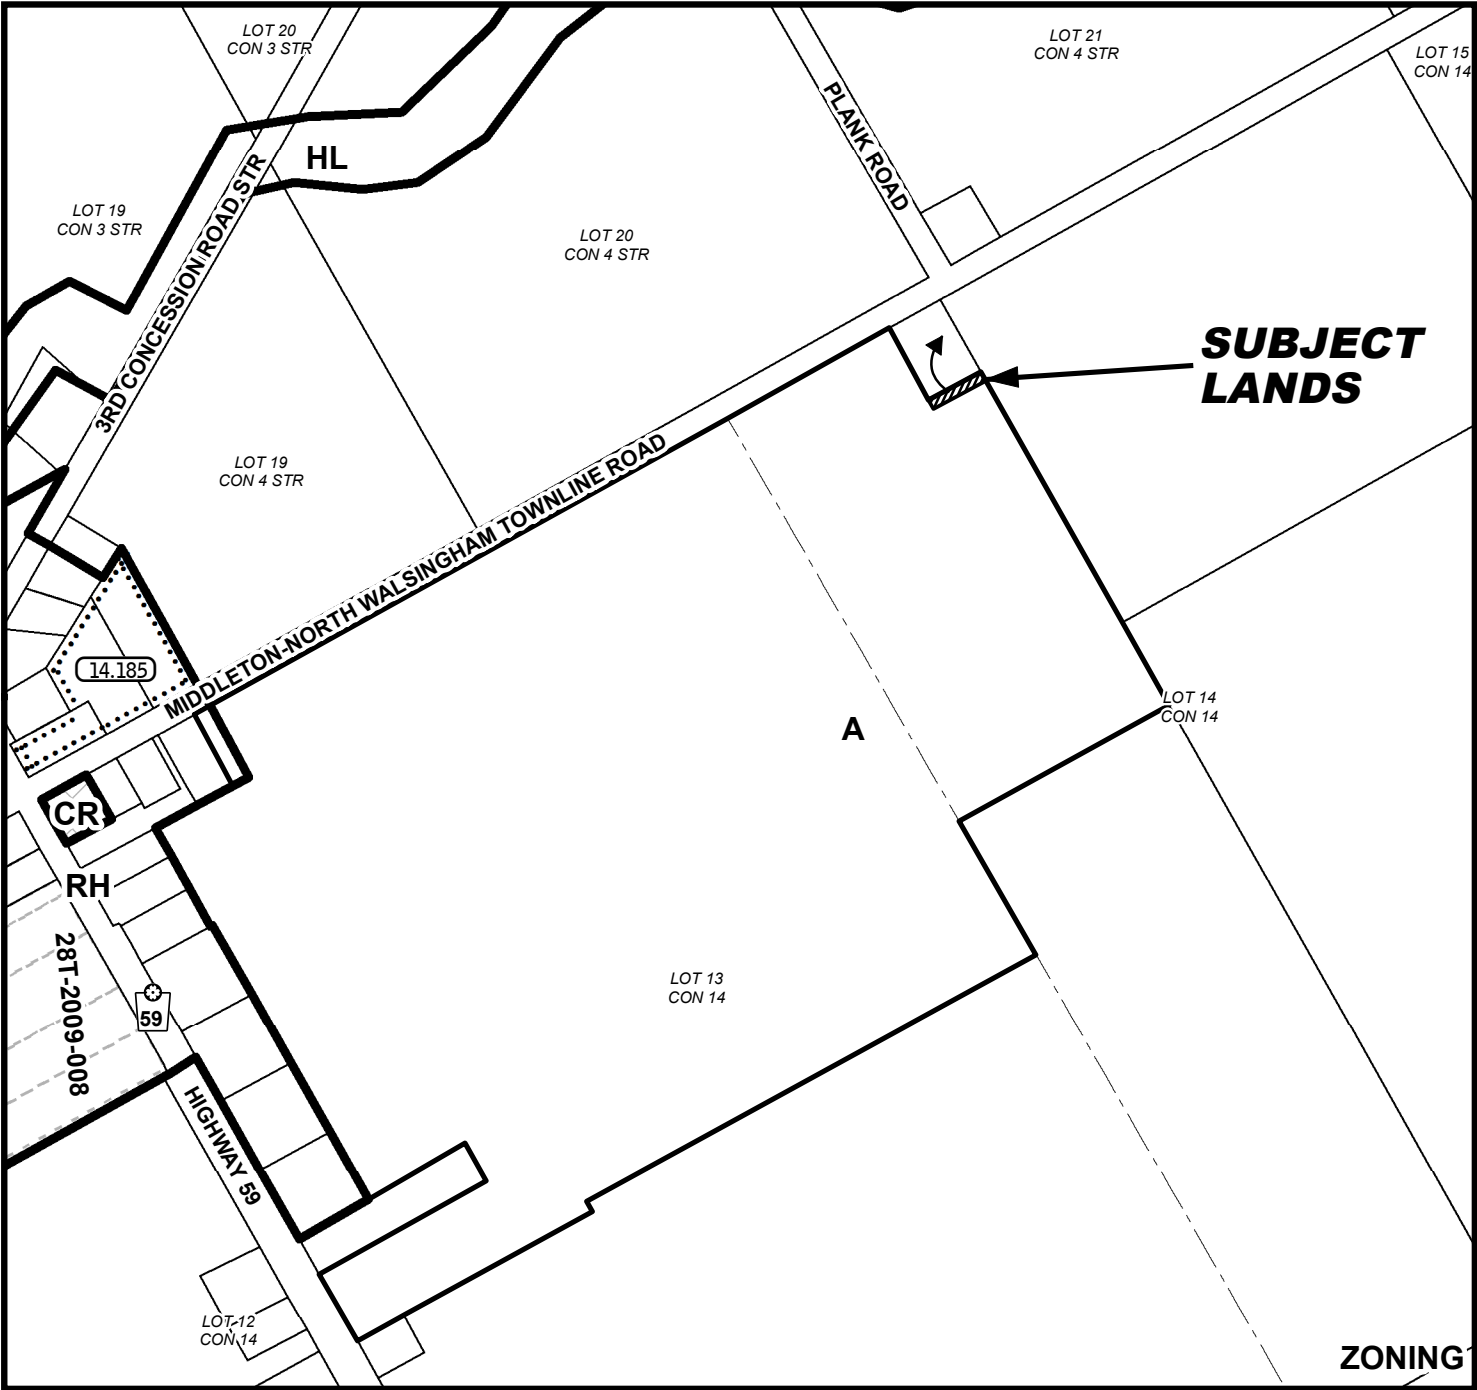 LOT 20
CON 3 STR
LOT 21
CON 4 STR
LOT 15
CON 14
PLANK ROAD
HL
3RD CONCESSION ROAD STR
LOT 19
CON 3 STR
LOT 20
CON 4 STR
SUBJECT
LANDS
LOT 19
CON 4 STR
MIDDLETON-NORTH WALSINGHAM TOWNLINE ROAD
14.185
LOT 14
CON 14
A
CR
RH
28T-2009-008
LOT 13
CON 14
59
HIGHWAY 59
LOT 12
CON 14
ZONING